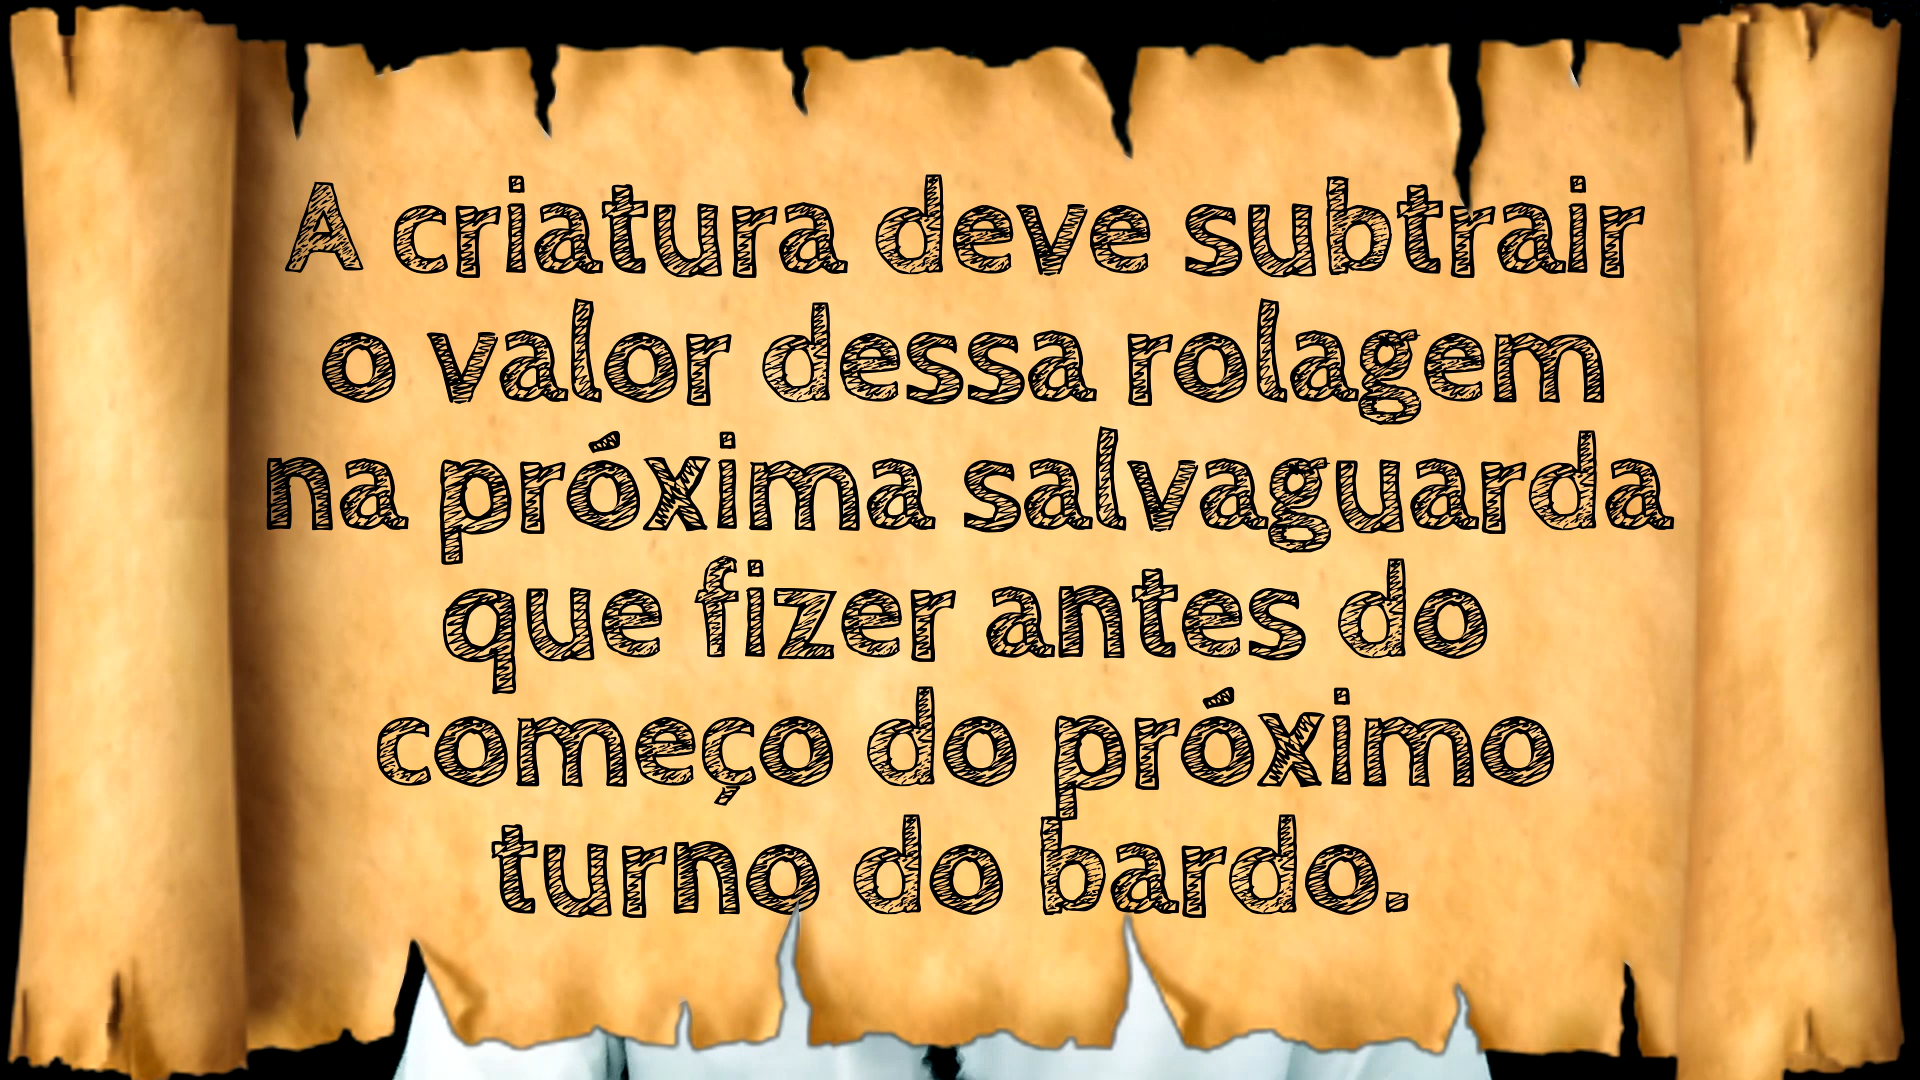 A criatura deve subtrair
o valor dessa rolagem
na próxima salvaguarda
que fizer antes do
começo do próximo
turno do bardo.